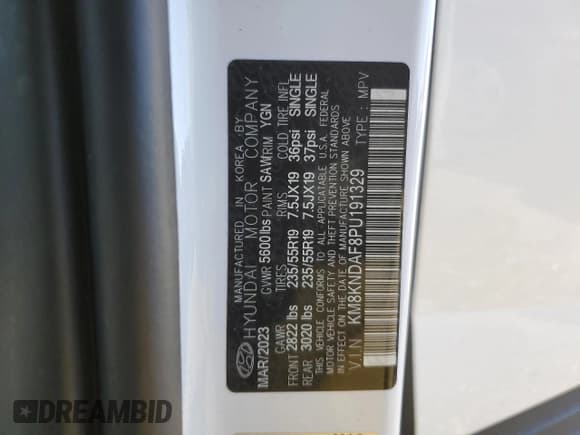 MANUFACTURED IN KOREA BY
HYUNDAI MOTOR COMPANY
MAR/2023 GVWR 5600lbs PAINT SAW TRIM YGN
GAWR TIRES RIMS COLD TIRE INFL
FRONT 2822 lbs 235/55R19 7.5JX19 36psi SINGLE
REAR 3020 lbs 235/55R19 7.5JX19 37psi SINGLE
THIS VEHICLE CONFORMS TO ALL APPLICABLE U.S.A. FEDERAL
MOTOR VEHICLE SAFETY AND THEFT PREVENTION STANDARDS
IN EFFECT ON THE DATE OF MANUFACTURE SHOWN ABOVE
V.I.N KM8KNDAF8PU191329 TYPE : MPV
DREAMBID